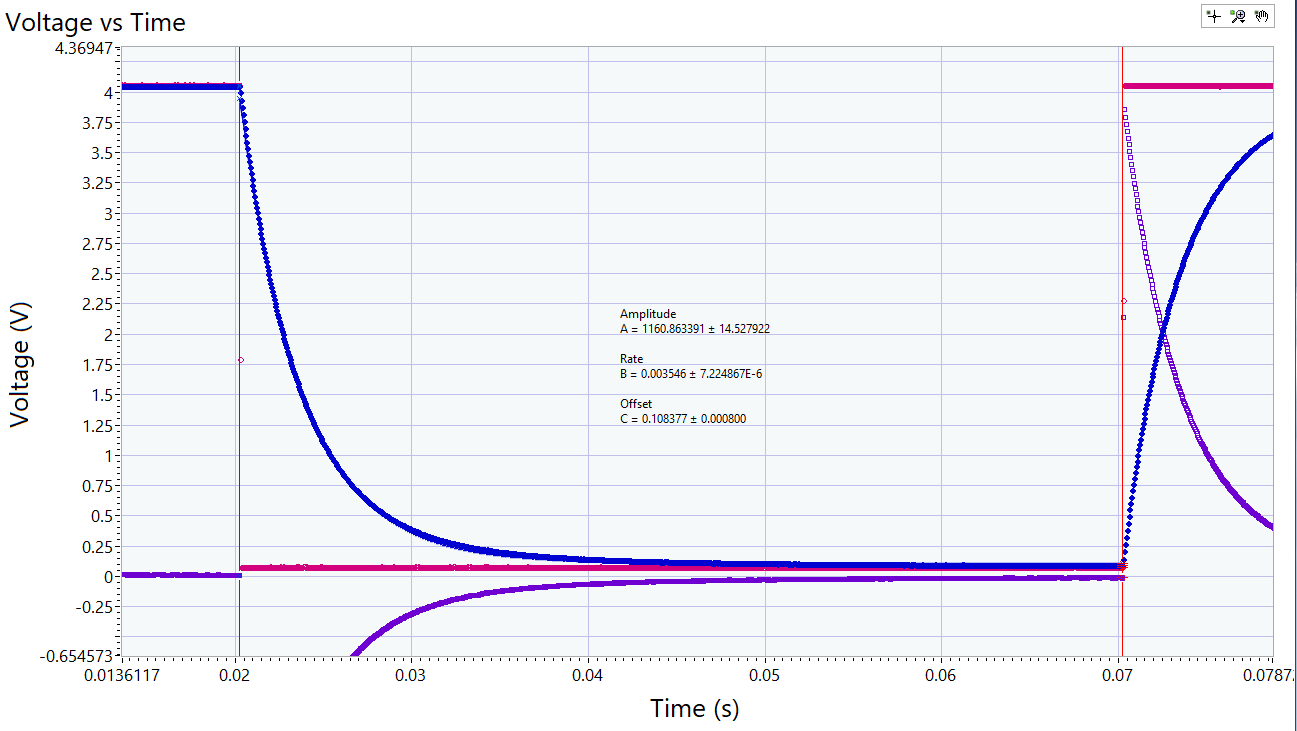 Voltage vs Time
4.36947
4
3.75
3.5
3.25
3
2.75
2.5
2.25
2
1.75
1.5
1.25
1
0.75
0.5
0.25
0
-0.25
-0.654573
Voltage (V)
Amplitude
A = 1160.863391 ± 14.527922
Rate
B = 0.003546 ± 7.224867E-6
Offset
C = 0.108377 ± 0.000800
0.0136117 0.02 0.03 0.04 0.05 0.06 0.07 0.0787
Time (s)